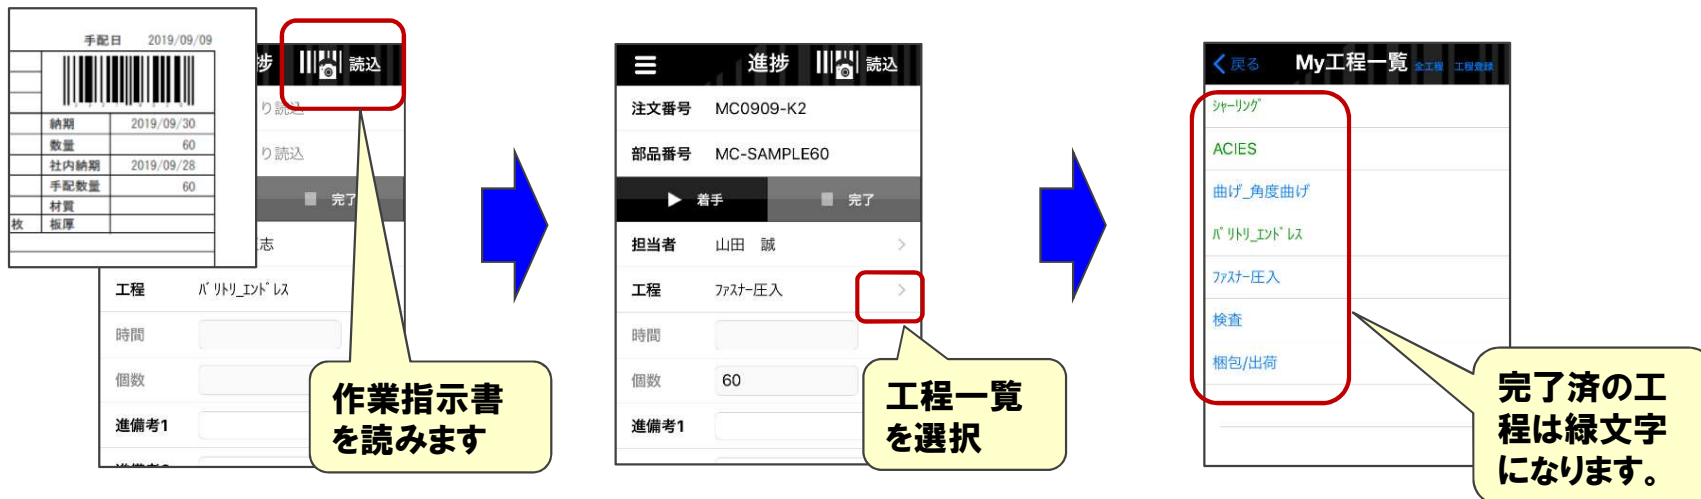 手配日 2019/09/09
納期 2019/09/30
数量 60
社内納期 2019/09/28
手配数量 60
材質
枚 板厚
捗 読込
り読込
り読込
完了
志
工程 ﾊﾞﾘﾄﾘ_ｴﾝﾄﾞﾚｽ
時間
個数
進備考1
作業指示書
を読みます
進捗 読込
注文番号 MC0909-K2
部品番号 MC-SAMPLE60
着手 完了
担当者 山田 誠
工程 ﾌｧｽﾅｰ圧入
時間
個数 60
進備考1
工程一覧
を選択
戻る My工程一覧 全工程 工程登録
ｼｬｰﾘﾝｸﾞ
ACIES
曲げ_角度曲げ
ﾊﾞﾘﾄﾘ_ｴﾝﾄﾞﾚｽ
ﾌｧｽﾅｰ圧入
検査
梱包/出荷
完了済の工
程は緑文字
になります。